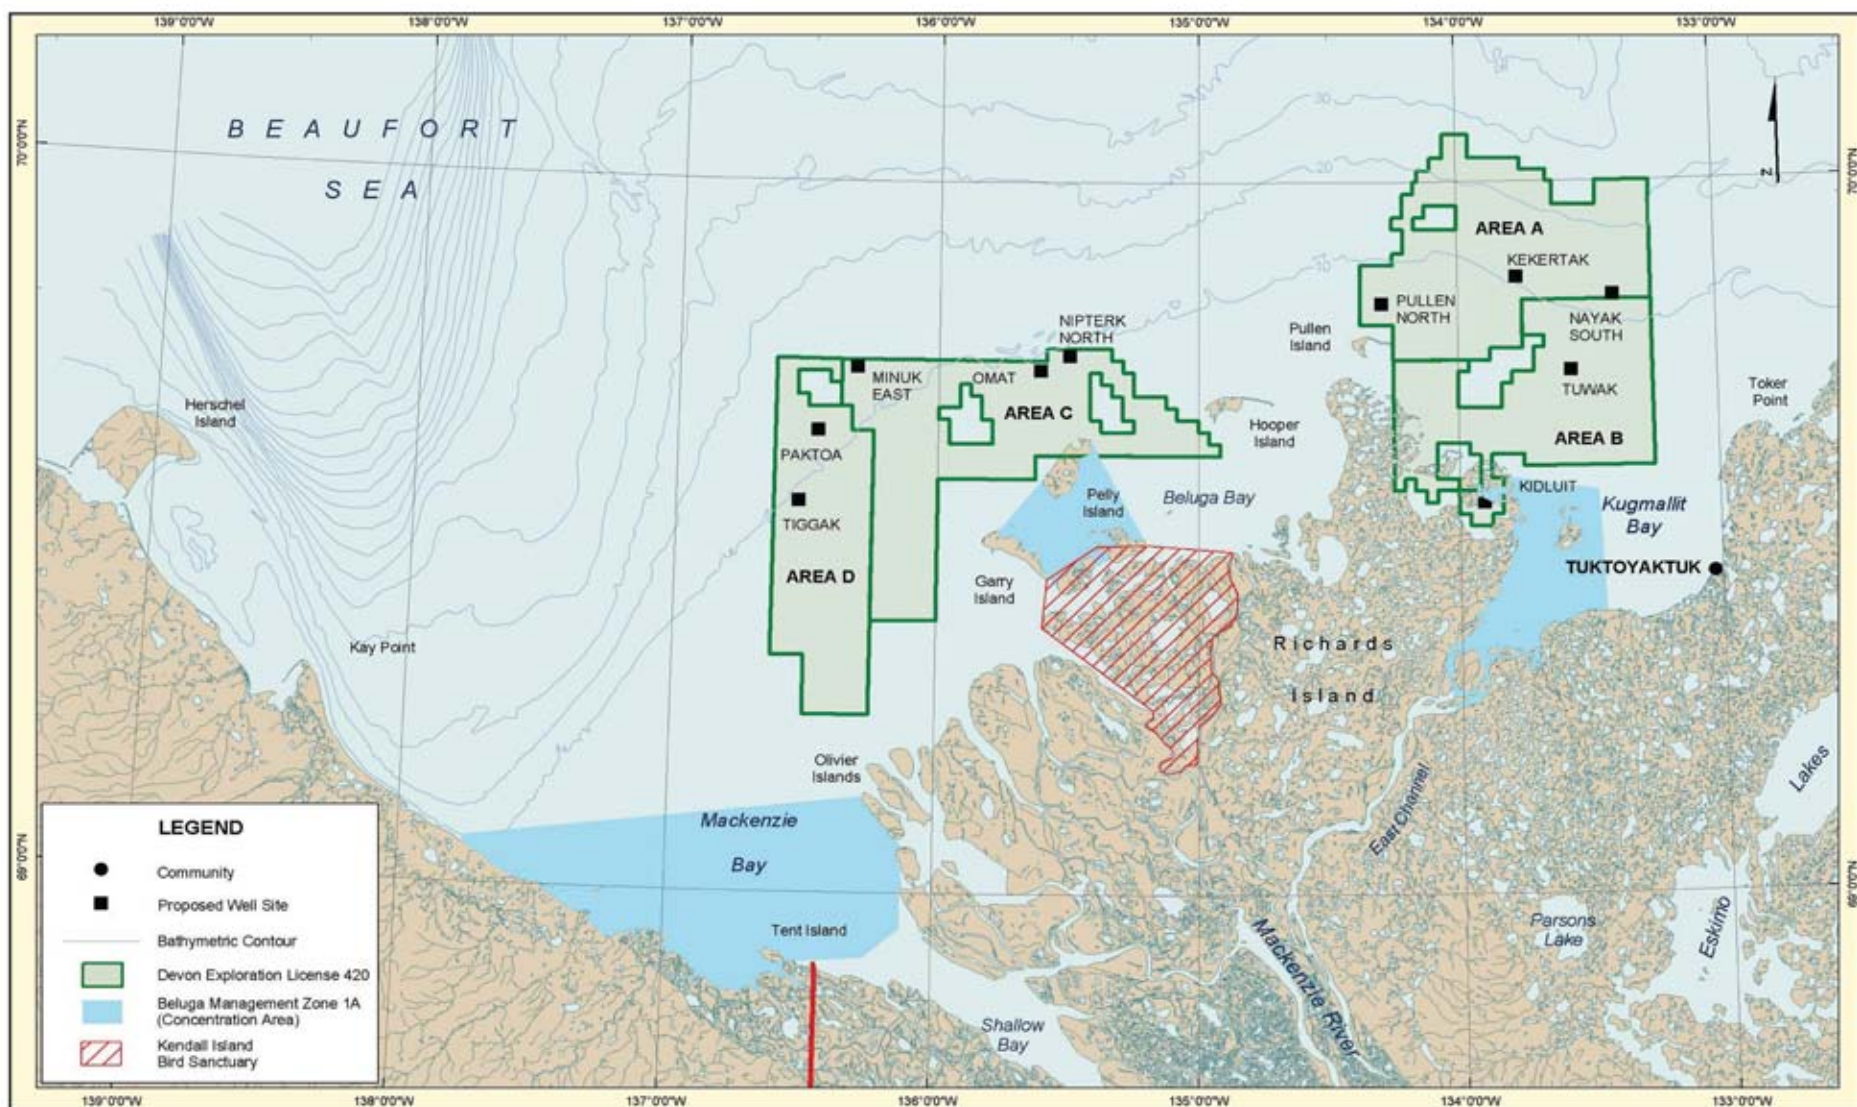 139°0'0"W
138°0'0"W
137°0'0"W
136°0'0"W
135°0'0"W
134°0'0"W
133°0'0"W
70°0'0"N
70°0'0"N
BEAUFORT
SEA
30
20
10
N
AREA A
KEKERTAK
PULLEN
NORTH
NAYAK
SOUTH
Pullen
Island
NIPTERK
NORTH
MINUK
EAST
OMAT
AREA C
TUWAK
Toker
Point
Herschel
Island
Hooper
Island
AREA B
PAKTOA
KIDLUIT
Pelly
Island
Beluga Bay
Kugmallit
Bay
TIGGAK
AREA D
Garry
Island
TUKTOYAKTUK
Kay Point
Richards
Island
Olivier
Islands
Lakes
East Channel
Mackenzie
Bay
69°0'0"N
69°0'0"N
Tent Island
Parsons
Lake
Eskimo
Mackenzie River
Shallow
Bay
LEGEND
Community
Proposed Well Site
Bathymetric Contour
Devon Exploration License 420
Beluga Management Zone 1A
(Concentration Area)
Kendall Island
Bird Sanctuary
139°0'0"W
138°0'0"W
137°0'0"W
136°0'0"W
135°0'0"W
134°0'0"W
133°0'0"W